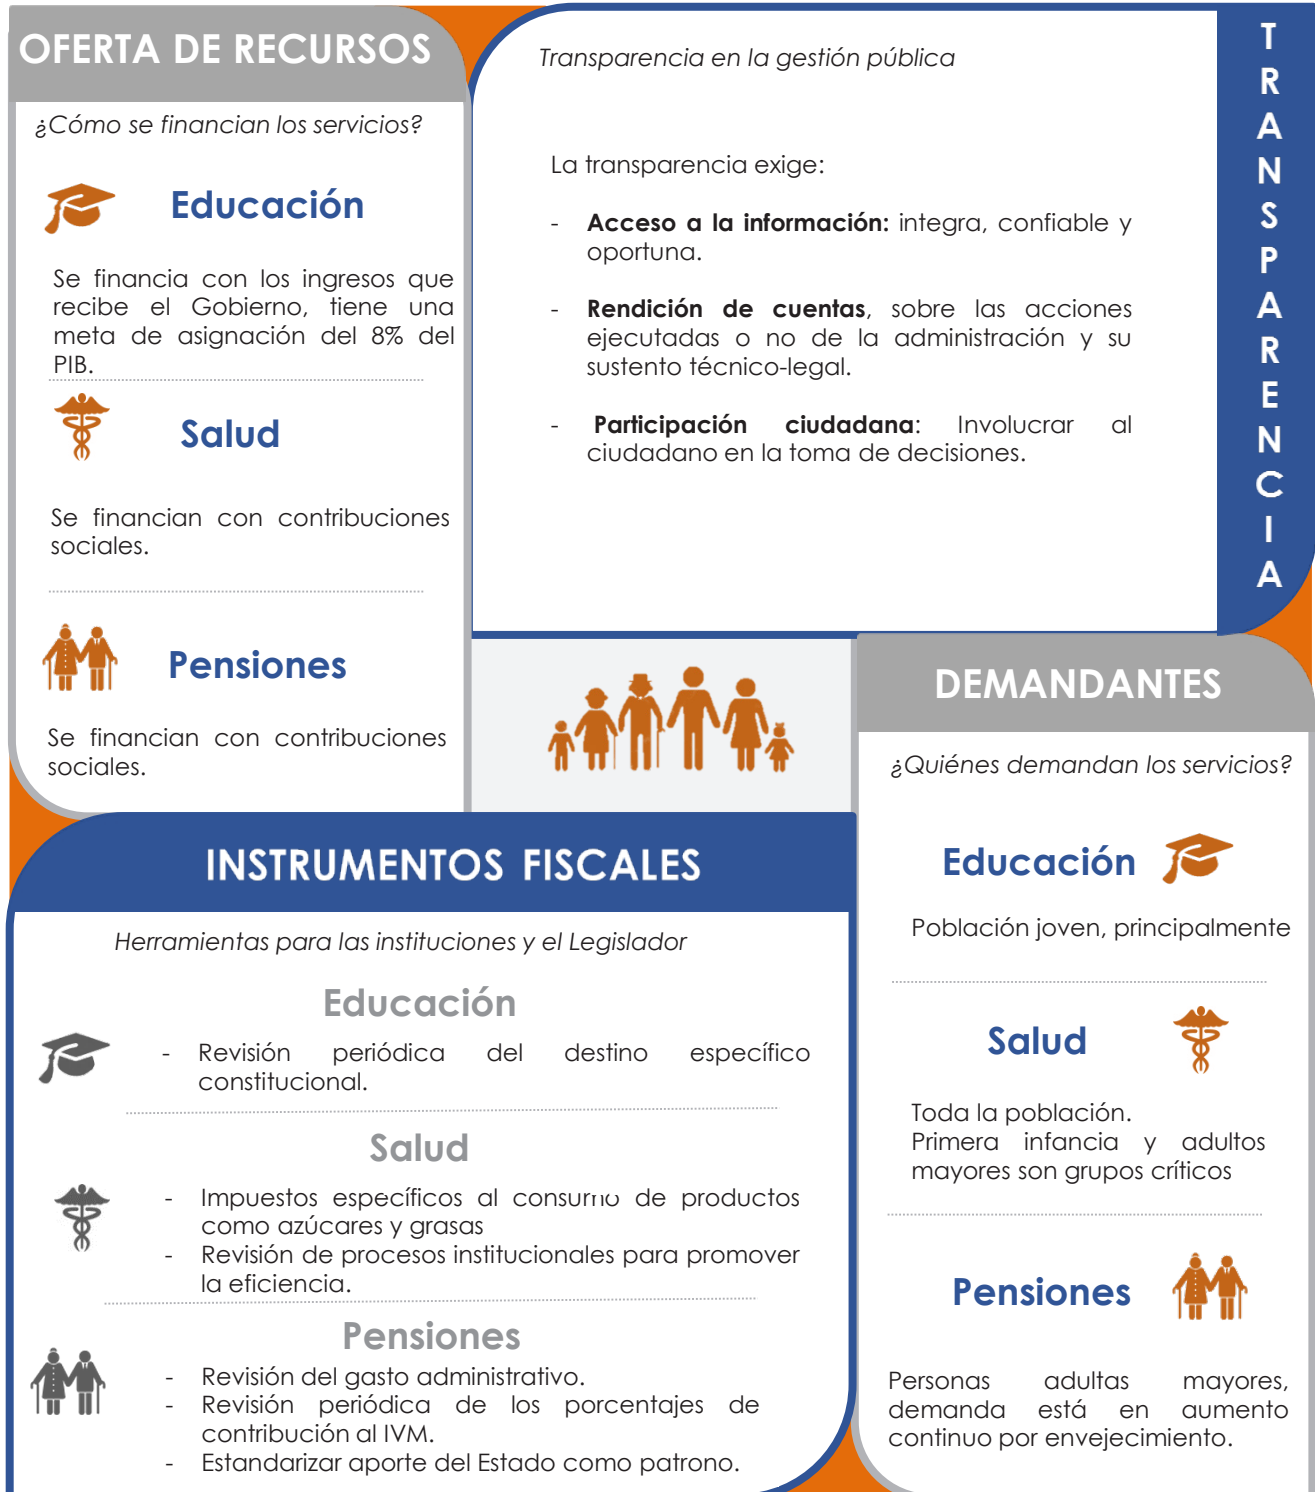 OFERTA DE RECURSOS
¿Cómo se financian los servicios?
Educación
Se financia con los ingresos que
recibe el Gobierno, tiene una
meta de asignación del 8% del
PIB.
Salud
Se financian con contribuciones
sociales.
Pensiones
Se financian con contribuciones
sociales.
Transparencia en la gestión pública
La transparencia exige:
- Acceso a la información: integra, confiable y
oportuna.
- Rendición de cuentas, sobre las acciones
ejecutadas o no de la administración y su
sustento técnico-legal.
- Participación ciudadana: Involucrar al
ciudadano en la toma de decisiones.
T
R
A
N
S
P
A
R
E
N
C
I
A
INSTRUMENTOS FISCALES
Herramientas para las instituciones y el Legislador
Educación
- Revisión periódica del destino específico
constitucional.
Salud
- Impuestos específicos al consumo de productos
como azúcares y grasas
- Revisión de procesos institucionales para promover
la eficiencia.
Pensiones
- Revisión del gasto administrativo.
- Revisión periódica de los porcentajes de
contribución al IVM.
- Estandarizar aporte del Estado como patrono.
DEMANDANTES
¿Quiénes demandan los servicios?
Educación
Población joven, principalmente
Salud
Toda la población.
Primera infancia y adultos
mayores son grupos críticos
Pensiones
Personas adultas mayores,
demanda está en aumento
continuo por envejecimiento.